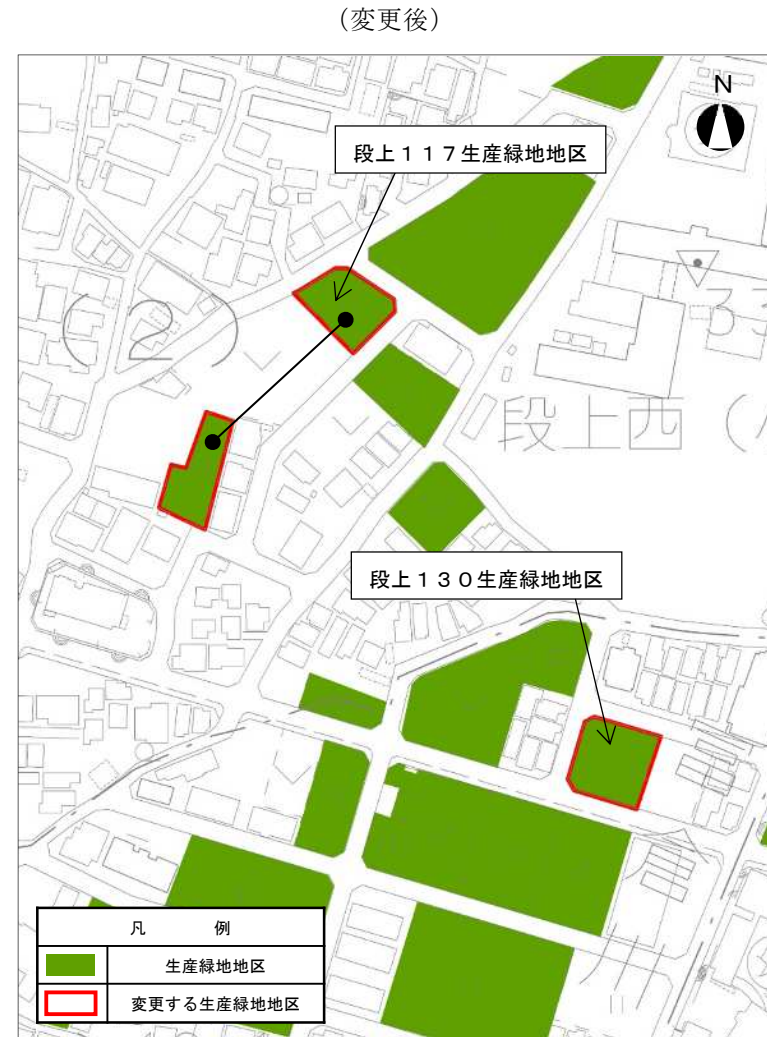 （変更後）
N
段上１１７生産緑地地区
（２）
段上西（
段上１３０生産緑地地区
凡　例
生産緑地地区
変更する生産緑地地区